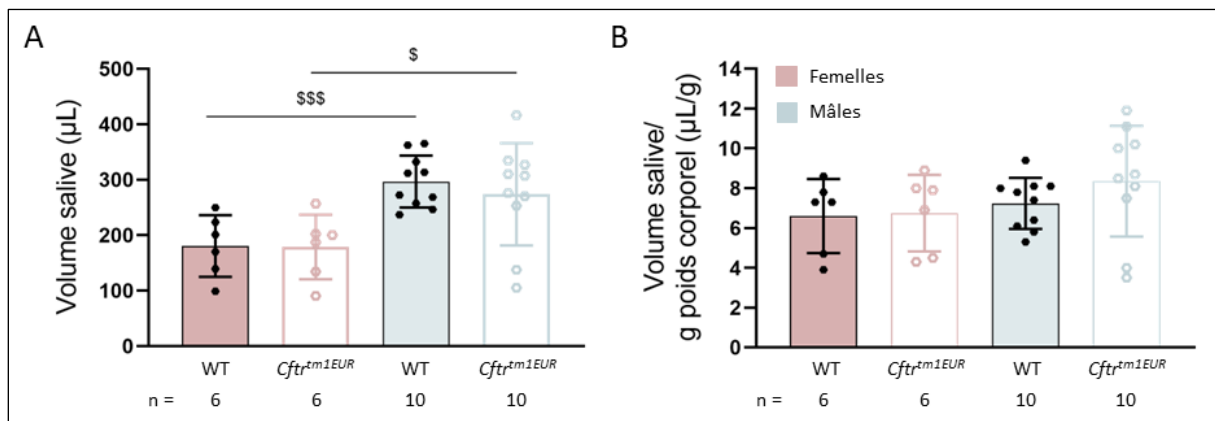 A
Volume salive (µL)
500
400
300
200
100
0
$
$$$
WT Cftrtm1EUR WT Cftrtm1EUR
n = 6 6 10 10
B
Volume salive/
g poids corporel (µL/g)
14
12
10
8
6
4
2
0
Femelles
Mâles
WT Cftrtm1EUR WT Cftrtm1EUR
n = 6 6 10 10